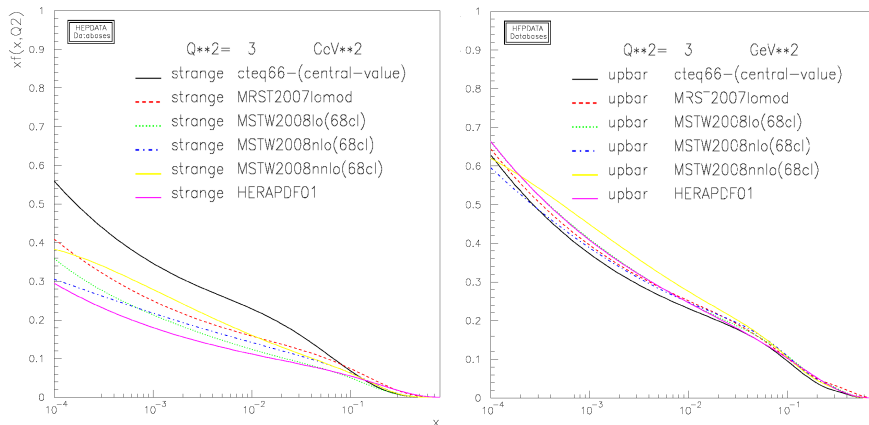 HEPDATA
Databases
Q**2= 3 GeV**2
strange cteq66-(central-value)
strange MRST2007lomod
strange MSTW2008lo(68cl)
strange MSTW2008nlo(68cl)
strange MSTW2008nnlo(68cl)
strange HERAPDF01
xf(x,Q2)
1
0.9
0.8
0.7
0.6
0.5
0.4
0.3
0.2
0.1
0
10-4
10-3
10-2
10-1
x
HEPDATA
Databases
Q**2= 3 GeV**2
upbar cteq66-(central-value)
upbar MRST2007lomod
upbar MSTW2008lo(68cl)
upbar MSTW2008nlo(68cl)
upbar MSTW2008nnlo(68cl)
upbar HERAPDF01
1
0.9
0.8
0.7
0.6
0.5
0.4
0.3
0.2
0.1
0
10-4
10-3
10-2
10-1